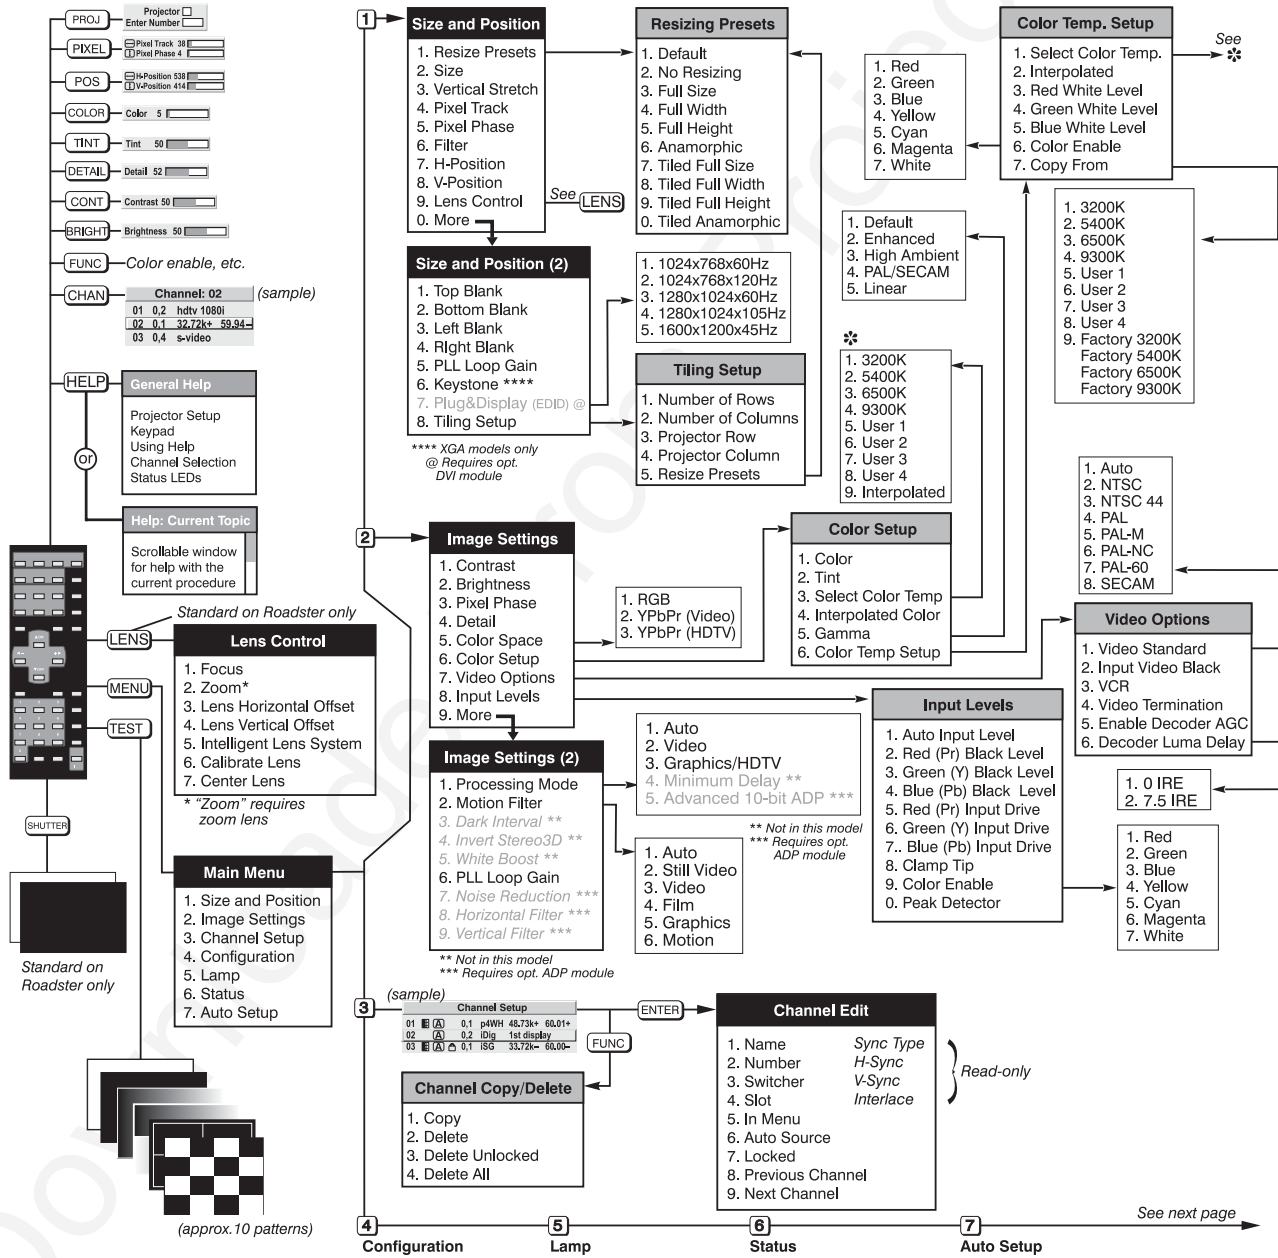 PROJ
Projector
Enter Number
PIXEL
Pixel Track 38
Pixel Phase 4
POS
H-Position 538
V-Position 414
COLOR
Color 5
TINT
Tint 50
DETAIL
Detail 52
CONT
Contrast 50
BRIGHT
Brightness 50
FUNC
Color enable, etc.
CHAN
Channel: 02
(sample)
01 0,2 hdtv 1080i
02 0,1 32.72k+ 59.94–
03 0,4 s-video
HELP
General Help
Projector Setup
Keypad
Using Help
Channel Selection
Status LEDs
or
Help: Current Topic
Scrollable window
for help with the
current procedure
Standard on Roadster only
LENS
Lens Control
1. Focus
2. Zoom*
3. Lens Horizontal Offset
4. Lens Vertical Offset
5. Intelligent Lens System
6. Calibrate Lens
7. Center Lens
* "Zoom" requires
zoom lens
MENU
TEST
SHUTTER
Standard on
Roadster only
(approx.10 patterns)
Main Menu
1. Size and Position
2. Image Settings
3. Channel Setup
4. Configuration
5. Lamp
6. Status
7. Auto Setup
1
Size and Position
1. Resize Presets
2. Size
3. Vertical Stretch
4. Pixel Track
5. Pixel Phase
6. Filter
7. H-Position
8. V-Position
9. Lens Control
0. More
See LENS
Resizing Presets
1. Default
2. No Resizing
3. Full Size
4. Full Width
4. Full Height
6. Anamorphic
7. Tiled Full Size
8. Tiled Full Width
9. Tiled Full Height
0. Tiled Anamorphic
Size and Position (2)
1. Top Blank
2. Bottom Blank
3. Left Blank
4. RIght Blank
5. PLL Loop Gain
6. Keystone ****
7. Plug&Display (EDID) @
8. Tiling Setup
**** XGA models only
@ Requires opt.
DVI module
1. 1024x768x60Hz
2. 1024x768x120Hz
3. 1280x1024x60Hz
4. 1280x1024x105Hz
5. 1600x1200x45Hz
Tiling Setup
1. Number of Rows
2. Number of Columns
3. Projector Row
4. Projector Column
5. Resize Presets
Color Temp. Setup
1. Select Color Temp.
2. Interpolated
3. Red White Level
4. Green White Level
5. Blue White Level
6. Color Enable
7. Copy From
See
✻
1. Red
2. Green
3. Blue
4. Yellow
5. Cyan
6. Magenta
7. White
1. Default
2. Enhanced
3. High Ambient
4. PAL/SECAM
5. Linear
1. 3200K
2. 5400K
3. 6500K
4. 9300K
5. User 1
6. User 2
7. User 3
8. User 4
9. Factory 3200K
Factory 5400K
Factory 6500K
Factory 9300K
✻
1. 3200K
2. 5400K
3. 6500K
4. 9300K
5. User 1
6. User 2
7. User 3
8. User 4
9. Interpolated
2
Image Settings
1. Contrast
2. Brightness
3. Pixel Phase
4. Detail
5. Color Space
6. Color Setup
7. Video Options
8. Input Levels
9. More
1. RGB
2. YPbPr (Video)
3. YPbPr (HDTV)
Color Setup
1. Color
2. Tint
3. Select Color Temp
4. Interpolated Color
5. Gamma
6. Color Temp Setup
1. Auto
2. NTSC
3. NTSC 44
4. PAL
5. PAL-M
6. PAL-NC
7. PAL-60
8. SECAM
Video Options
1. Video Standard
2. Input Video Black
3. VCR
4. Video Termination
5. Enable Decoder AGC
6. Decoder Luma Delay
1. 0 IRE
2. 7.5 IRE
Image Settings (2)
1. Processing Mode
2. Motion Filter
3. Dark Interval **
4. Invert Stereo3D **
5. White Boost **
6. PLL Loop Gain
7. Noise Reduction ***
8. Horizontal Filter ***
9. Vertical Filter ***
** Not in this model
*** Requires opt. ADP module
1. Auto
2. Video
3. Graphics/HDTV
4. Minimum Delay **
5. Advanced 10-bit ADP ***
** Not in this model
*** Requires opt.
ADP module
1. Auto
2. Still Video
3. Video
4. Film
5. Graphics
6. Motion
Input Levels
1. Auto Input Level
2. Red (Pr) Black Level
3. Green (Y) Black Level
4. Blue (Pb) Black Level
5. Red (Pr) Input Drive
6. Green (Y) Input Drive
7.. Blue (Pb) Input Drive
8. Clamp Tip
9. Color Enable
0. Peak Detector
1. Red
2. Green
3. Blue
4. Yellow
5. Cyan
6. Magenta
7. White
3
(sample)
Channel Setup
01 A 0,1 p4WH 48.73k+ 60.01+
02 A 0,2 iDig 1st display
03 A 0,1 iSG 33.72k– 60.00–
ENTER
FUNC
Channel Copy/Delete
1. Copy
2. Delete
3. Delete Unlocked
4. Delete All
Channel Edit
1. Name Sync Type
2. Number H-Sync
3. Switcher V-Sync
4. Slot Interlace
Read-only
5. In Menu
6. Auto Source
7. Locked
8. Previous Channel
9. Next Channel
4
Configuration
5
Lamp
6
Status
7
Auto Setup
See next page